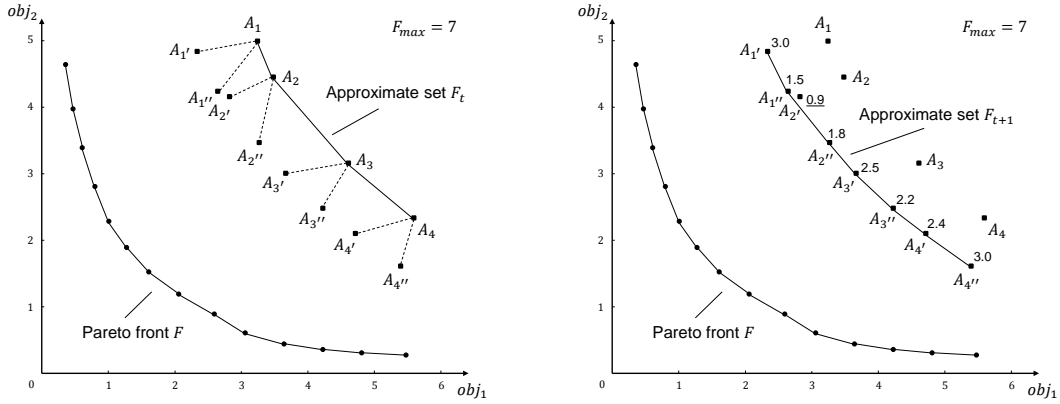 obj₂
5
4
3
2
1
0
1
2
3
4
5
6
obj₁
F_max = 7
A₁
A₁′
A₂
A₁″
A₂′
Approximate set F_t
A₂″
A₃
A₃′
A₃″
A₄
A₄′
A₄″
Pareto front F
obj₂
5
4
3
2
1
0
1
2
3
4
5
6
obj₁
F_max = 7
A₁
A₁′ 3.0
A₂
1.5
A₁″
0.9
A₂′
Approximate set F_{t+1}
1.8
A₂″
A₃
2.5
A₃′
2.2
A₃″
A₄
2.4
A₄′
3.0
A₄″
Pareto front F